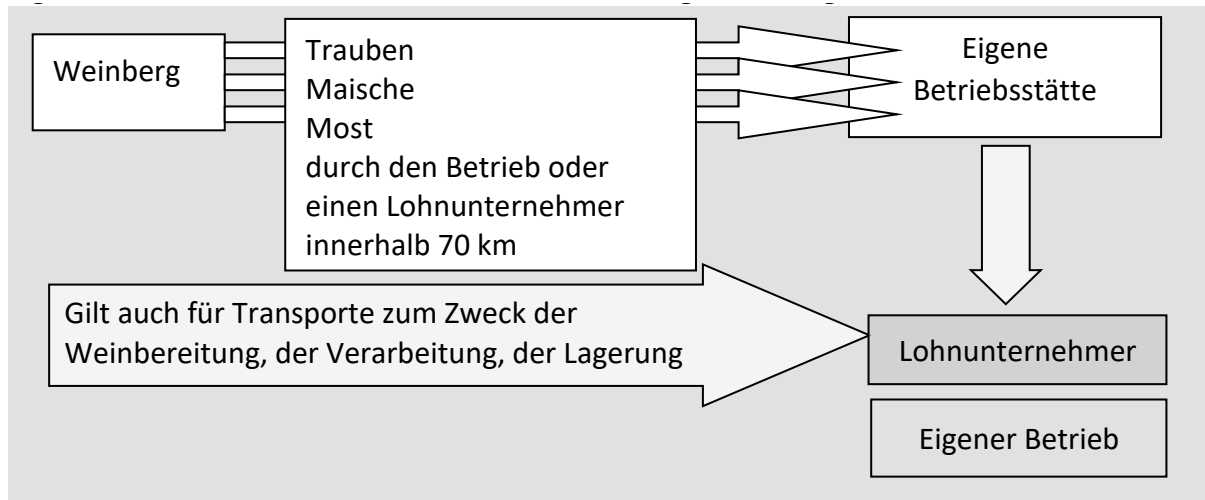 Weinberg
Trauben
Maische
Most
durch den Betrieb oder
einen Lohnunternehmer
innerhalb 70 km
Eigene
Betriebsstätte
Gilt auch für Transporte zum Zweck der
Weinbereitung, der Verarbeitung, der Lagerung
Lohnunternehmer
Eigener Betrieb